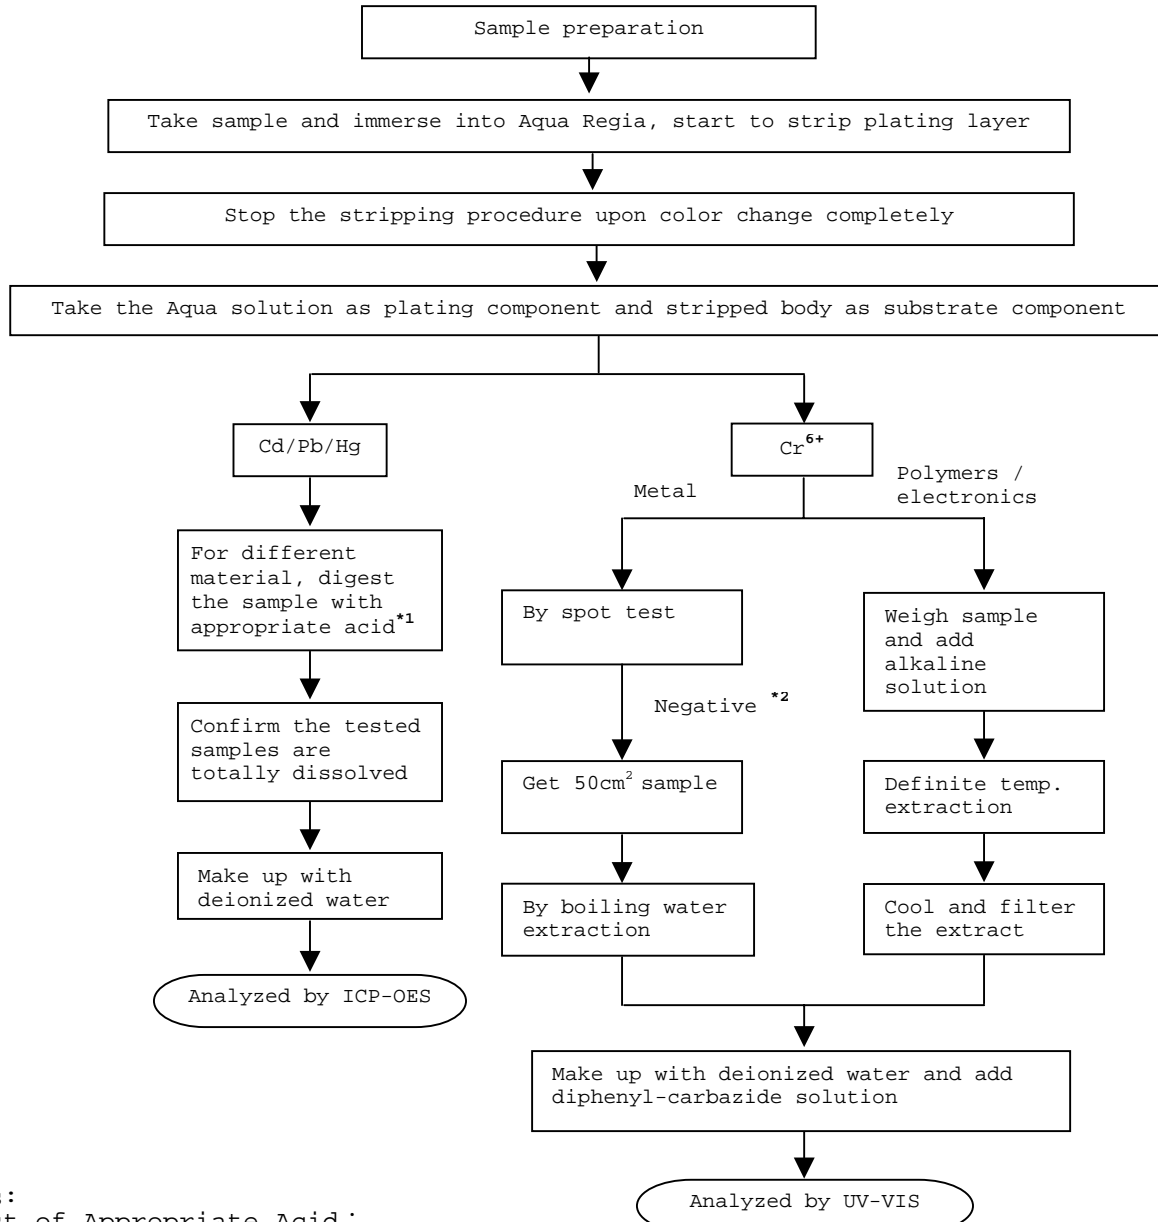 Sample preparation
Take sample and immerse into Aqua Regia, start to strip plating layer
Stop the stripping procedure upon color change completely
Take the Aqua solution as plating component and stripped body as substrate component
Cd/Pb/Hg
For different
material, digest
the sample with
appropriate acid*1
Confirm the tested
samples are
totally dissolved
Make up with
deionized water
Analyzed by ICP-OES
Cr6+
Metal
By spot test
Negative *2
Get 50cm2 sample
By boiling water
extraction
Polymers /
electronics
Weigh sample
and add
alkaline
solution
Definite temp.
extraction
Cool and filter
the extract
Make up with deionized water and add
diphenyl-carbazide solution
Analyzed by UV-VIS
of Appropriate Acid: